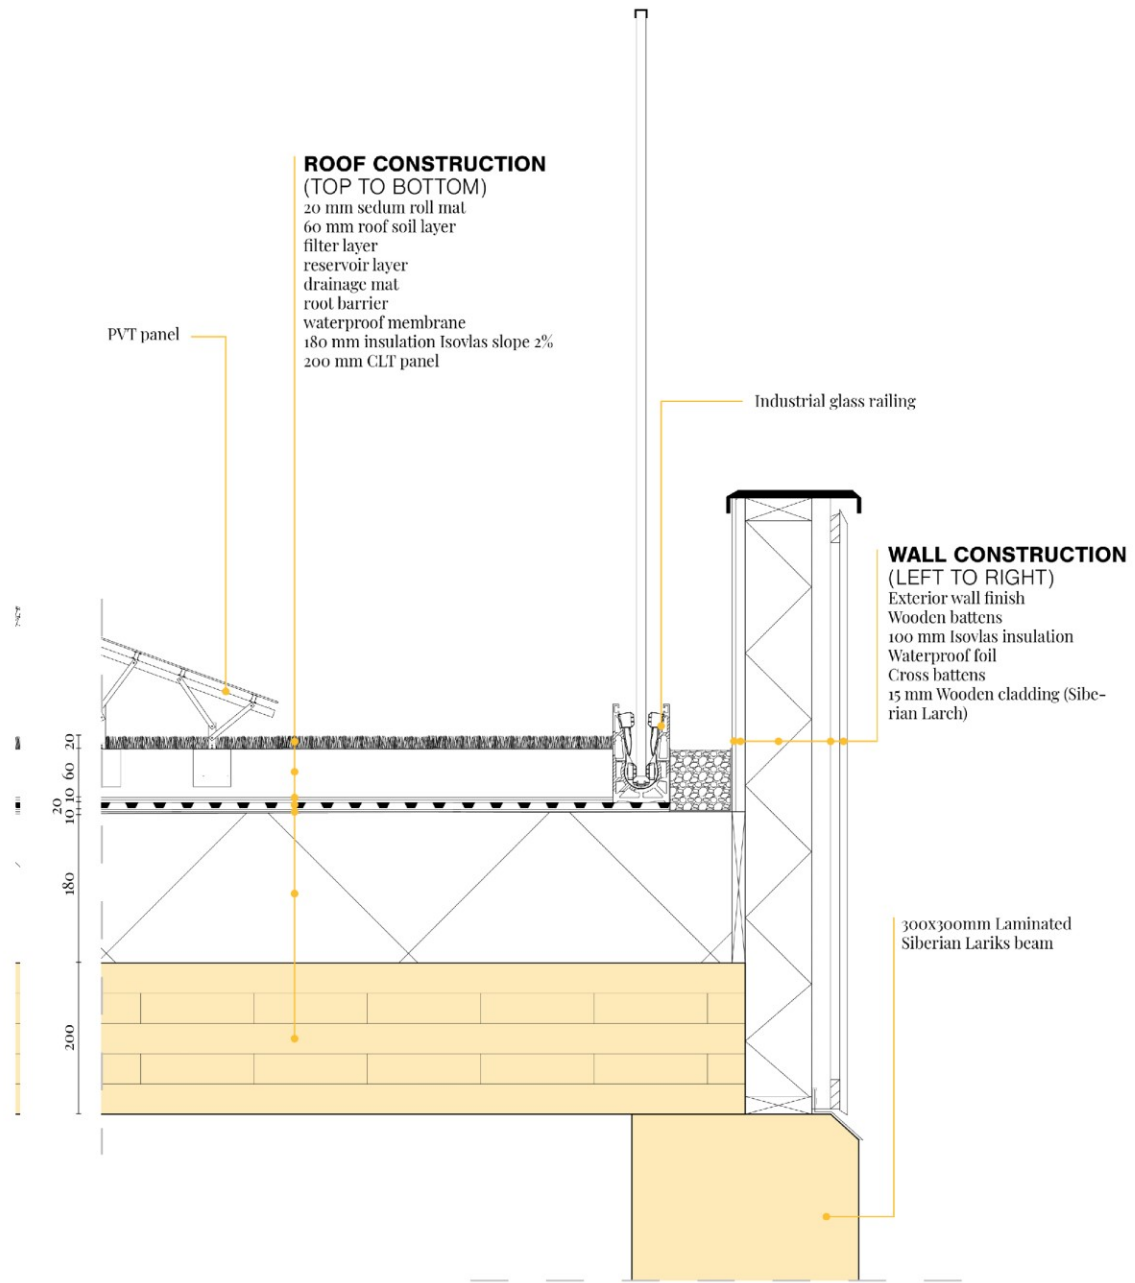 ROOF CONSTRUCTION
(TOP TO BOTTOM)
20 mm sedum roll mat
60 mm roof soil layer
filter layer
reservoir layer
drainage mat
root barrier
waterproof membrane
180 mm insulation Isovlas slope 2%
200 mm CLT panel
PVT panel
Industrial glass railing
WALL CONSTRUCTION
(LEFT TO RIGHT)
Exterior wall finish
Wooden battens
100 mm Isovlas insulation
Waterproof foil
Cross battens
15 mm Wooden cladding (Sibe-
rian Larch)
20
60
10
20
10
180
200
300x300mm Laminated
Siberian Lariks beam